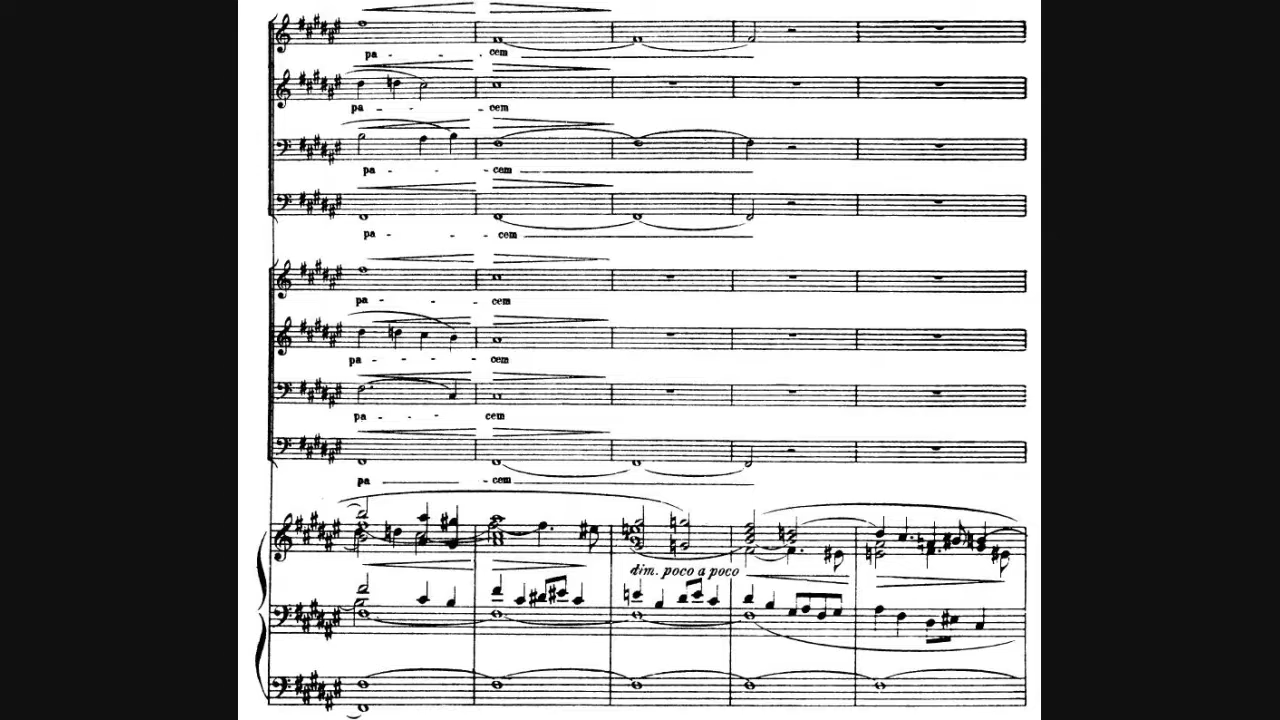 pa - - cem
pa - - - - cem
pa - - - cem
pa - - - cem
pa - - - cem
pa - - - - cem
pa - - - cem
pa - cem
dim. poco a poco